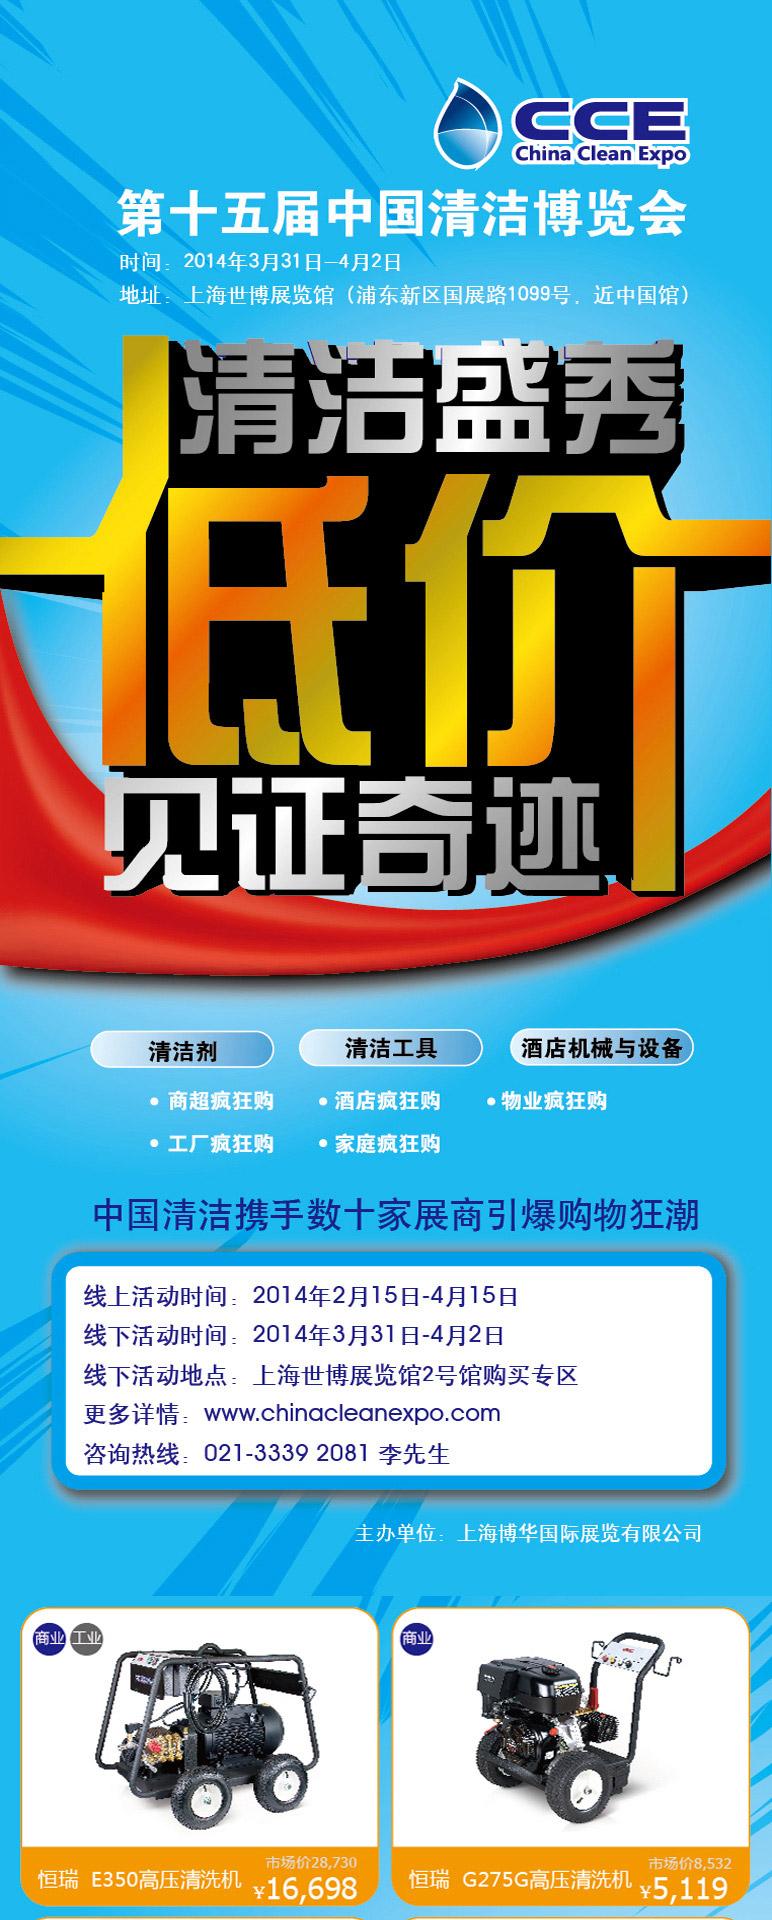 CCE
China Clean Expo
第十五届中国清洁博览会
时间：2014年3月31日—4月2日
地址：上海世博展览馆（浦东新区国展路1099号，近中国馆）
清洁盛秀
低价
见证奇迹
清洁剂 清洁工具 酒店机械与设备
• 商超疯狂购 • 酒店疯狂购 • 物业疯狂购
• 工厂疯狂购 • 家庭疯狂购
中国清洁携手数十家展商引爆购物狂潮
线上活动时间：2014年2月15日-4月15日
线下活动时间：2014年3月31日-4月2日
线下活动地点：上海世博展览馆2号馆购买专区
更多详情：www.chinacleanexpo.com
咨询热线：021-3339 2081 李先生
主办单位：上海博华国际展览有限公司
商业 工业
市场价28,730
恒瑞 E350高压清洗机 ¥16,698
商业
市场价8,532
恒瑞 G275G高压清洗机 ¥5,119